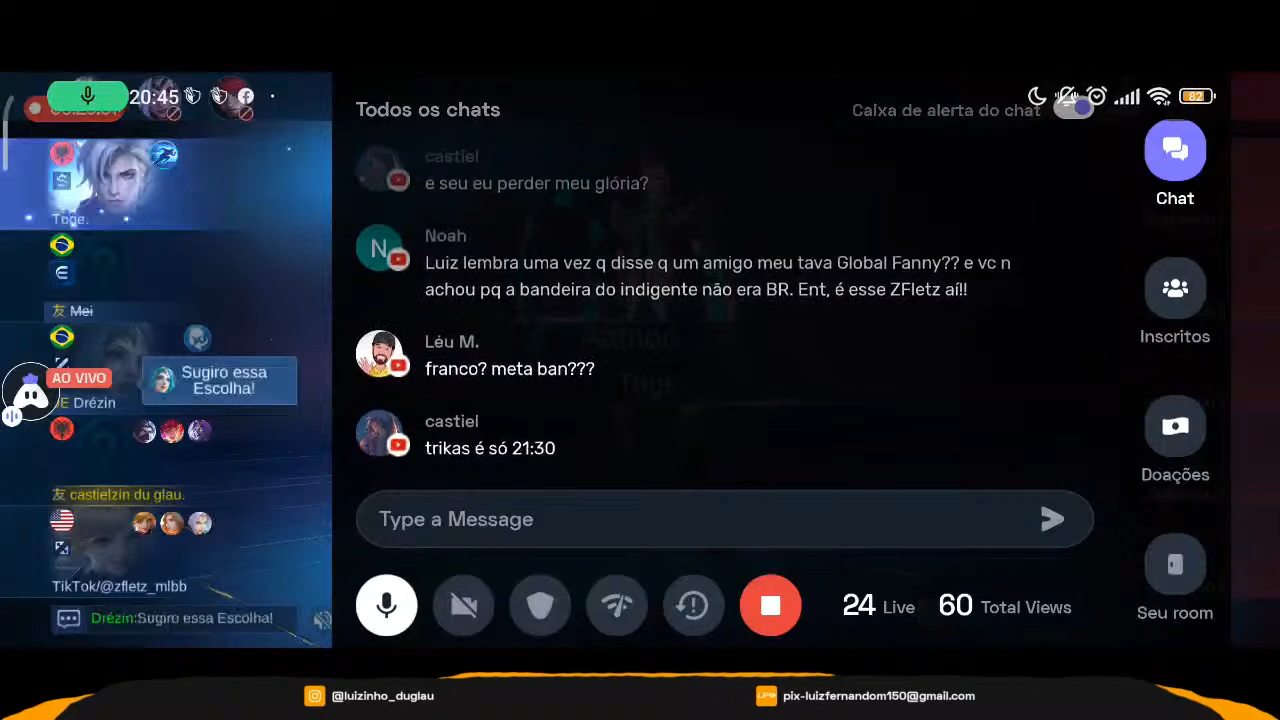 20:45
82
Todos os chats
Caixa de alerta do chat
castiel
e seu eu perder meu glória?
Noah
N
Luiz lembra uma vez q disse q um amigo meu tava Global Fanny?? e vc n
achou pq a bandeira do indigente não era BR. Ent, é esse ZFletz aí!!
Léu M.
franco? meta ban???
castiel
trikas é só 21:30
Type a Message
24 Live
60 Total Views
Chat
Inscritos
Doações
Seu room
Toge.
友 Mei
Sugiro essa
Escolha!
AO VIVO
Drézin
友 castielzin du glau.
TikTok/@zfletz_mlbb
Drézin:Sugiro essa Escolha!
@luizinho_duglau
pix-luizfernandom150@gmail.com